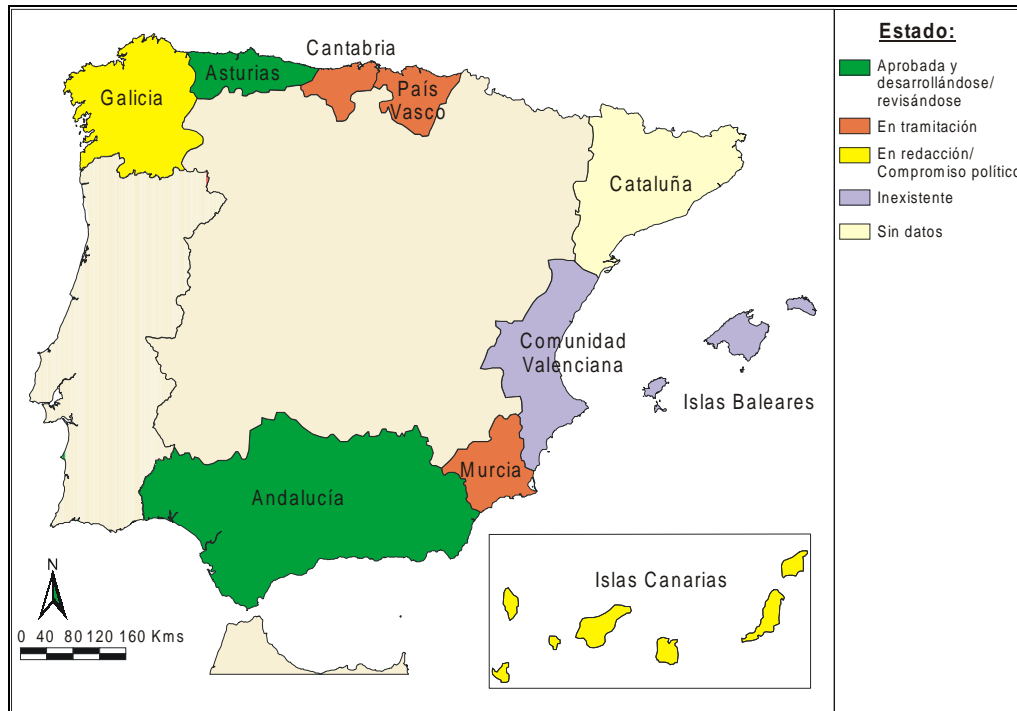 Cantabria
Asturias
Galicia
País
Vasco
Cataluña
Comunidad
Valenciana
Islas Baleares
Murcia
Andalucía
Islas Canarias
N
0 40 80 120 160 Kms
Estado:
Aprobada y
desarrollándose/
revisándose
En tramitación
En redacción/
Compromiso político
Inexistente
Sin datos